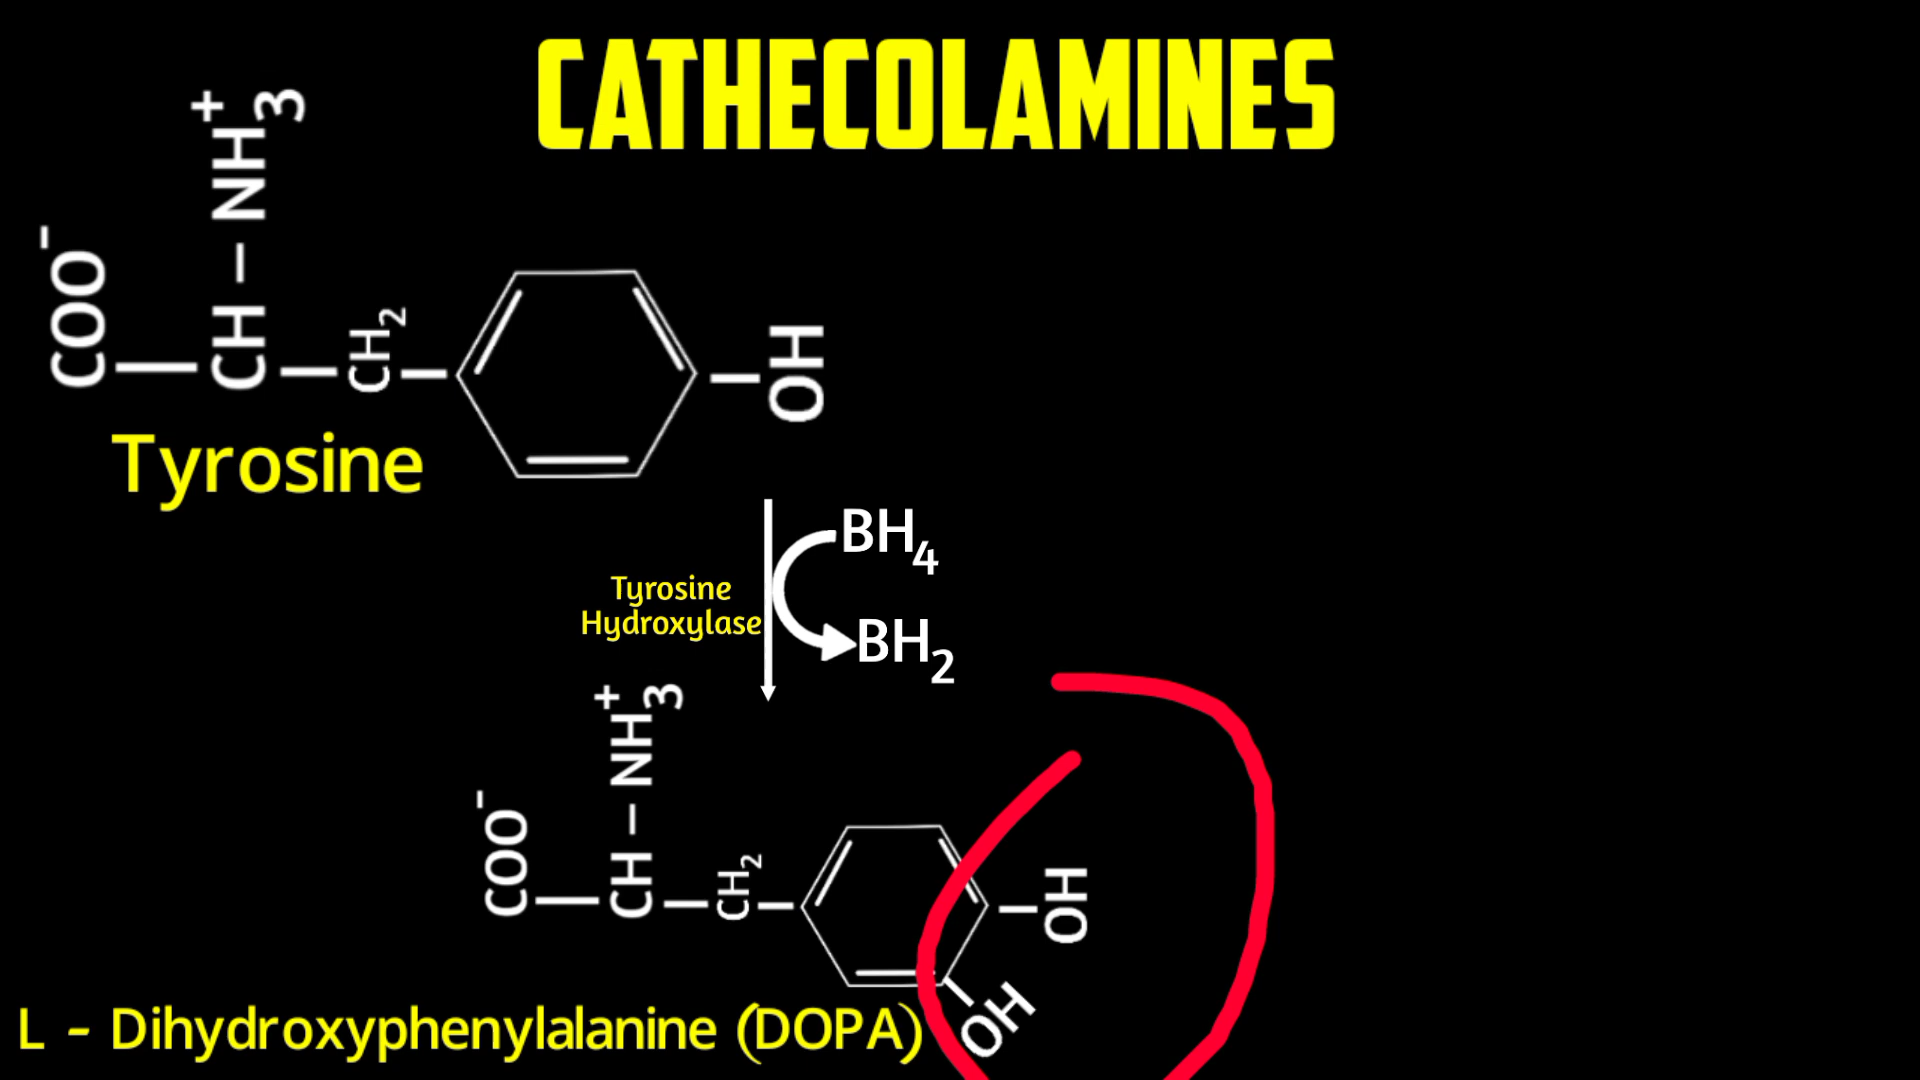 CATHECOLAMINES
COO⁻ — CH – NH₃⁺ — CH₂ — OH
Tyrosine
BH₄
Tyrosine
Hydroxylase
BH₂
COO⁻ — CH – NH₃⁺ — CH₂ — OH
OH
L - Dihydroxyphenylalanine (DOPA)